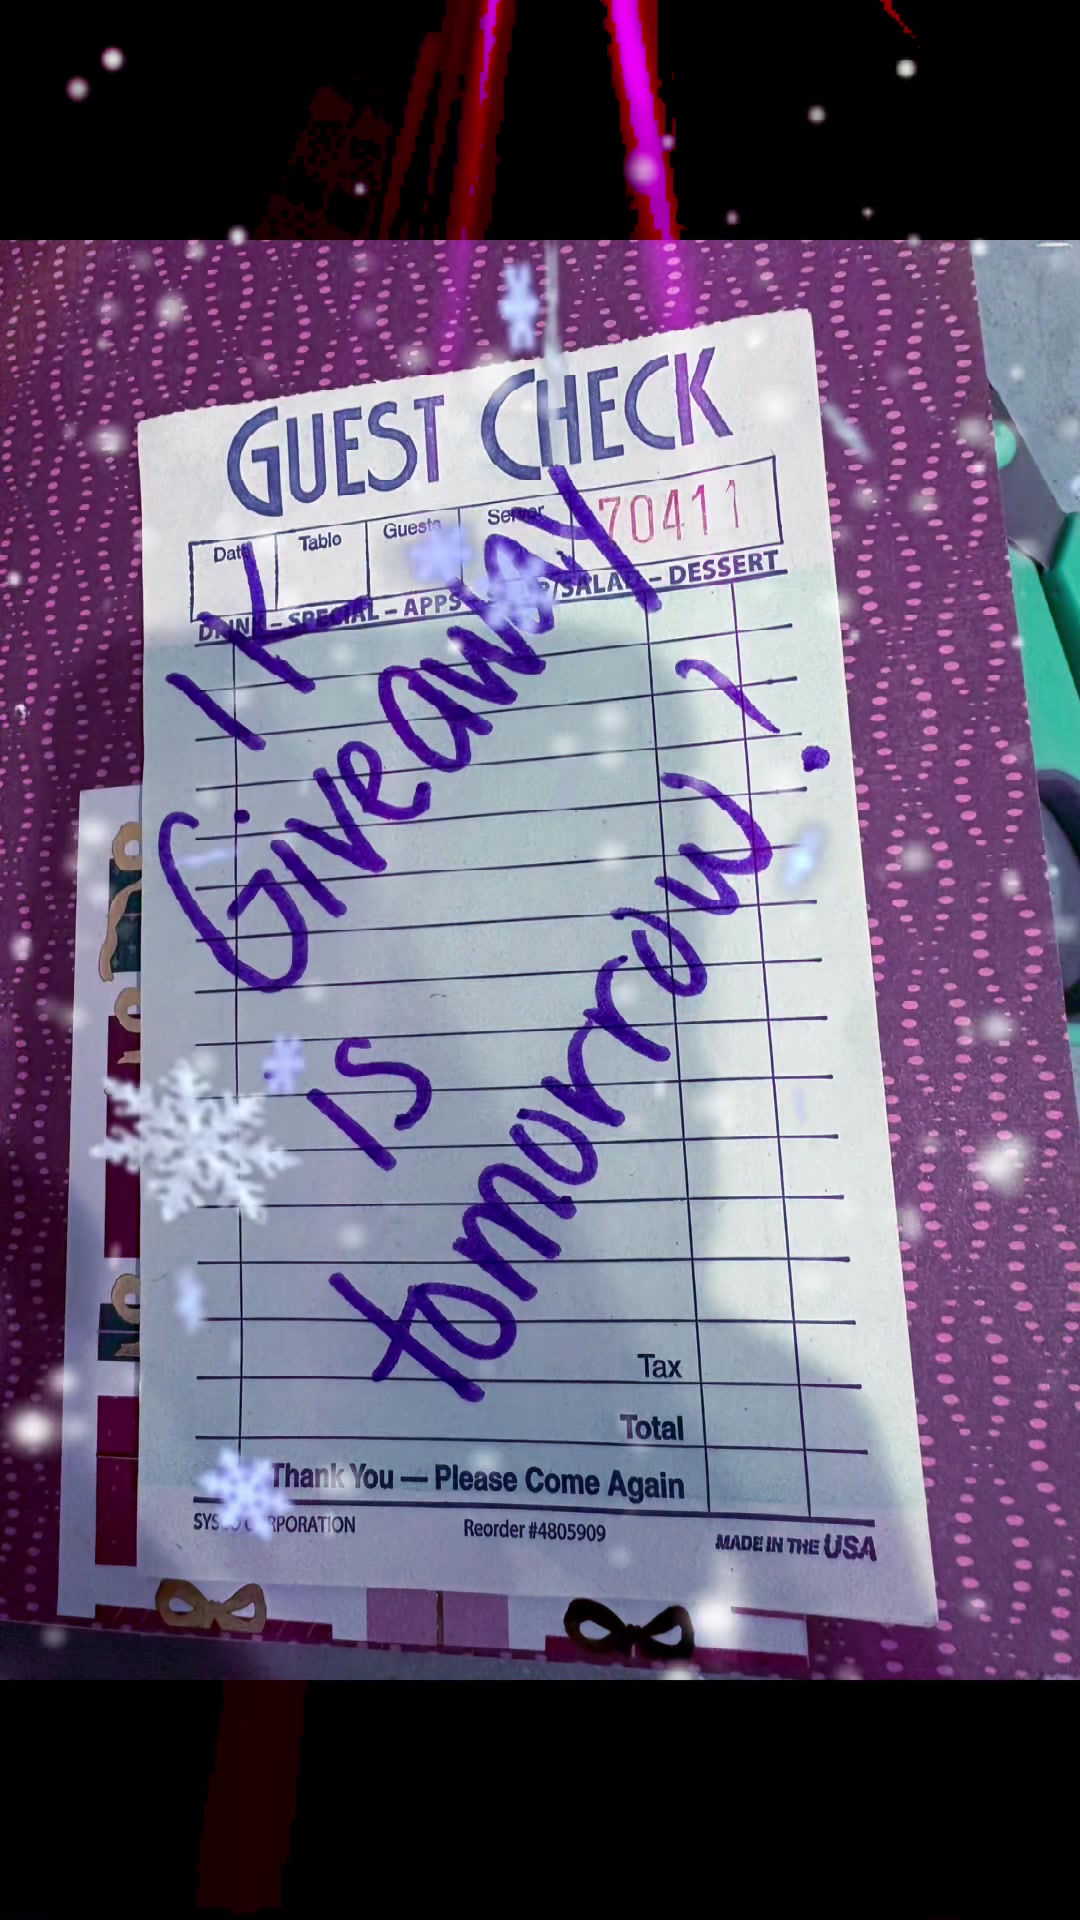 GUEST CHECK
Date Table Guests Server 70411
DRINK – SPECIAL – APPS /SALAD – DESSERT
1K
Giveaway
is
tomorrow!
Tax
Total
Thank You — Please Come Again
Reorder #4805909 MADE IN THE USA